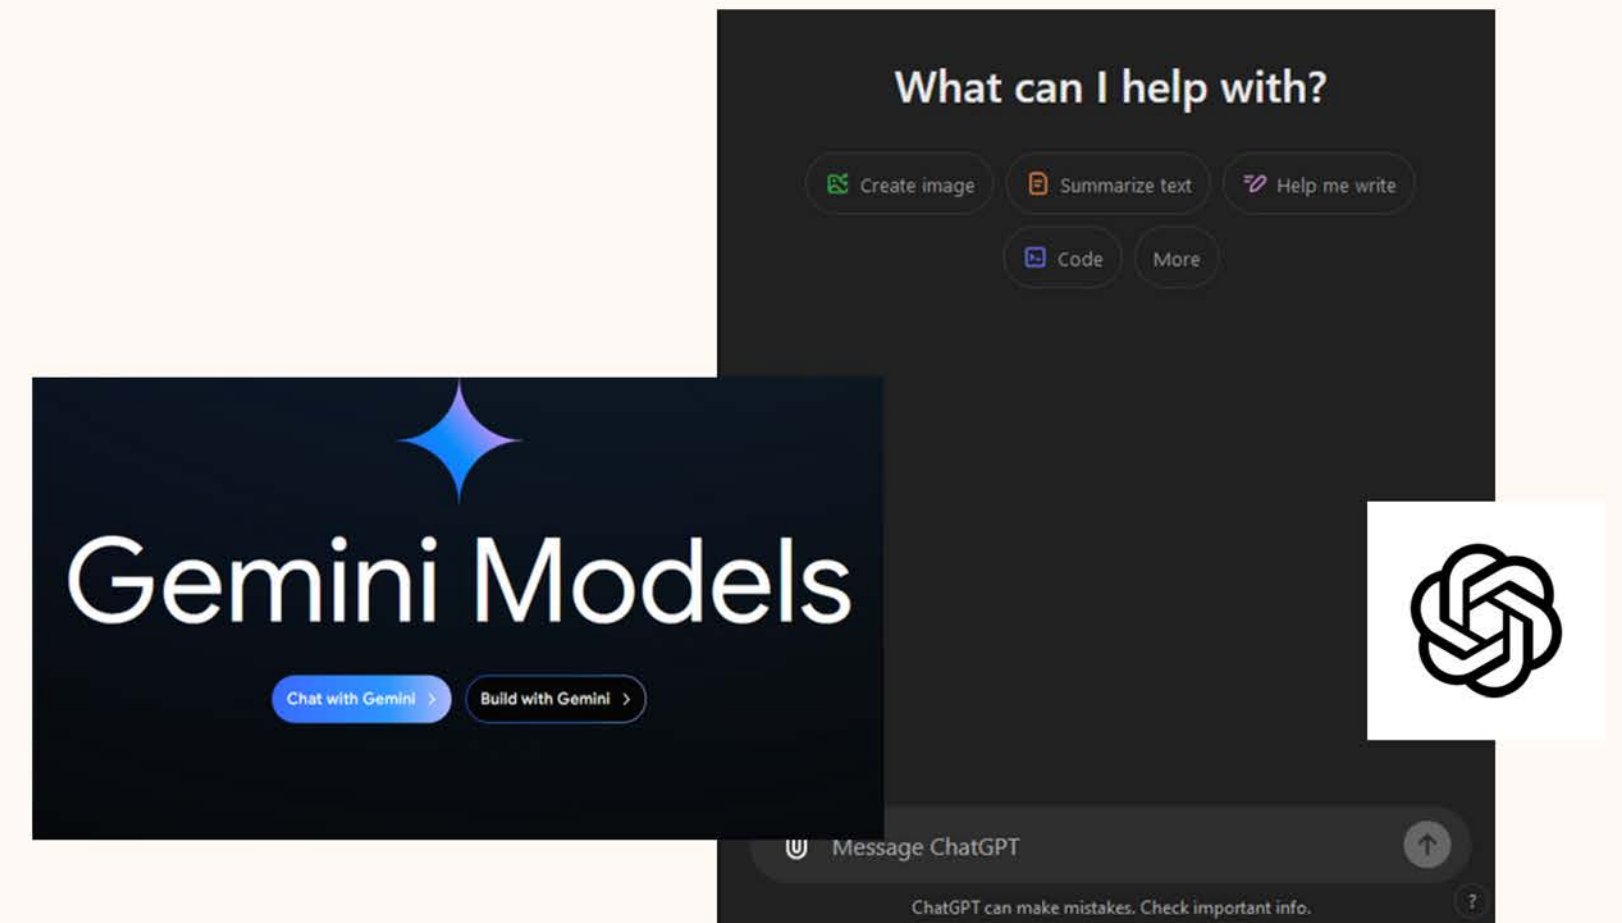 What can I help with?
Create image Summarize text Help me write
Code More
Gemini Models
Chat with Gemini > Build with Gemini >
Message ChatGPT
ChatGPT can make mistakes. Check important info.
?